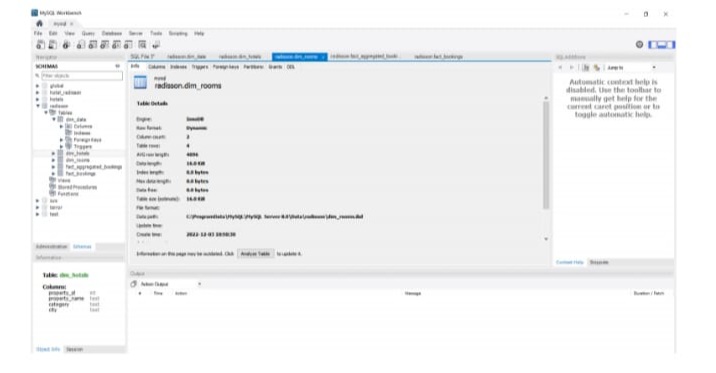 MySQL Workbench
mysql x
File Edit View Query Database Server Tools Scripting Help
Navigator
SQL File 3* radisson.dim_date radisson.dim_hotels radisson.dim_rooms x radisson.fact_aggregated_book... radisson.fact_bookings
SQLAdditions
SCHEMAS
Info Columns Indexes Triggers Foreign keys Partitions Grants DDL
Jump to
Filter objects
mysql
radisson.dim_rooms
global
hotel_radisson
hotels
radisson
Tables
dim_date
Columns
Indexes
Foreign Keys
Triggers
dim_hotels
dim_rooms
fact_aggregated_bookings
fact_bookings
Views
Stored Procedures
Functions
sys
test
Table Details
Engine: InnoDB
Row format: Dynamic
Column count: 2
Table rows: 4
AVG row length: 4096
Data length: 16.0 KiB
Index length: 0.0 bytes
Max data length: 0.0 bytes
Data free: 0.0 bytes
Table size (estimate): 16.0 KiB
File format:
Data path: C:\ProgramData\MySQL\MySQL Server 8.0\Data\radisson\dim_rooms.ibd
Update time:
Create time:
Information on this page may be outdated. Click Analyze Table to update it.
Automatic context help is
disabled. Use the toolbar to
manually get help for the
current caret position or to
toggle automatic help.
Context Help Snippets
Administration Schemas
Information
Table: dim_hotels
Columns:
property_id int
property_name text
category text
city text
Object Info Session
Output
Action Output
# Time Action Message Duration / Fetch